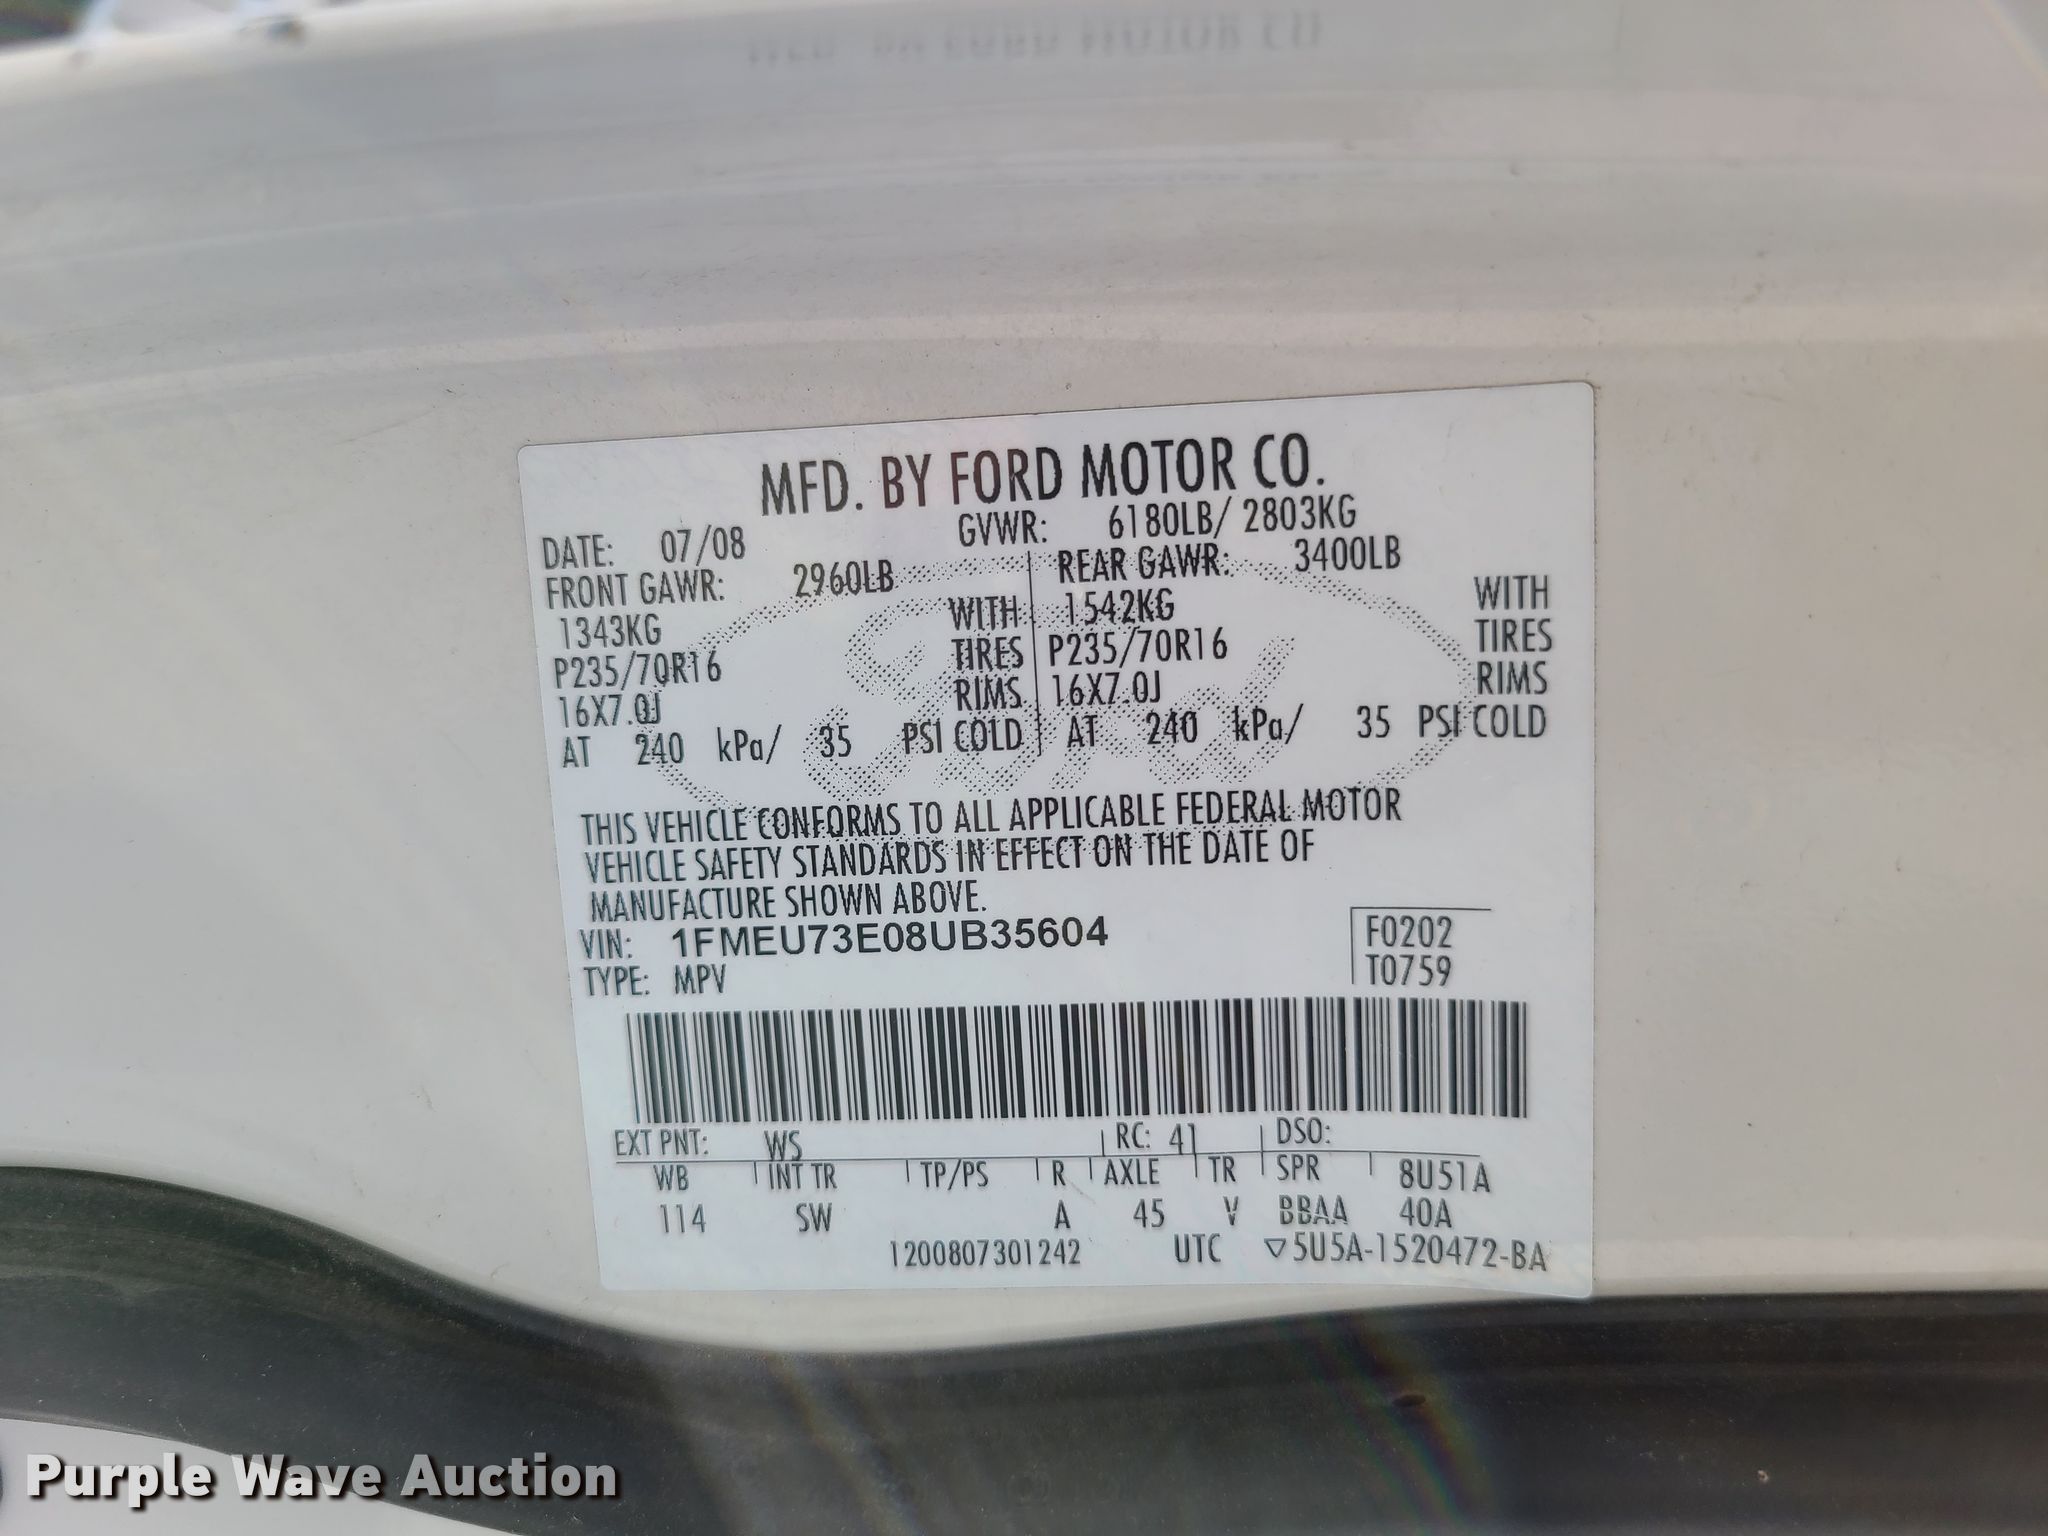 MFD. BY FORD MOTOR CO.
DATE: 07/08 GVWR: 6180LB/ 2803KG
FRONT GAWR: 2960LB REAR GAWR: 3400LB
1343KG WITH 1542KG WITH
P235/70R16 TIRES P235/70R16 TIRES
16X7.0J RIMS 16X7.0J RIMS
AT 240 kPa/ 35 PSI COLD AT 240 kPa/ 35 PSI COLD
Ford
THIS VEHICLE CONFORMS TO ALL APPLICABLE FEDERAL MOTOR
VEHICLE SAFETY STANDARDS IN EFFECT ON THE DATE OF
MANUFACTURE SHOWN ABOVE.
VIN: 1FMEU73E08UB35604 F0202
TYPE: MPV T0759
EXT PNT: WS RC: 41 DSO:
WB INT TR TP/PS R AXLE TR SPR 8U51A
114 SW A 45 V BBAA 40A
1200807301242 UTC ▽5U5A-1520472-BA
Purple Wave Auction